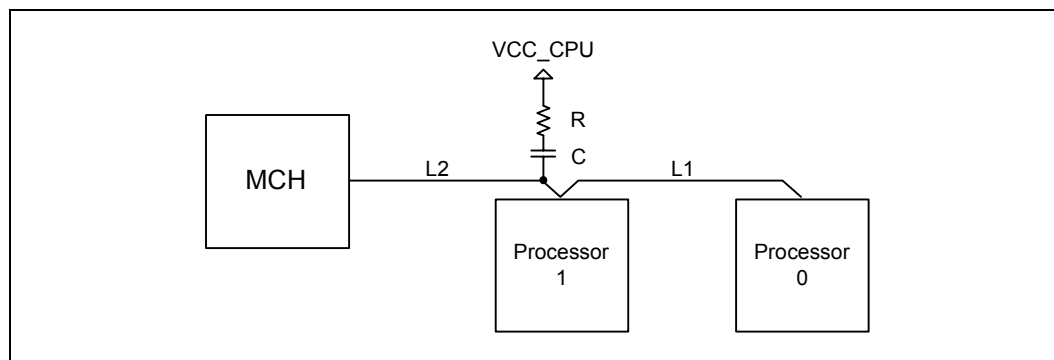 VCC_CPU
R
C
MCH
L2
L1
Processor
1
Processor
0